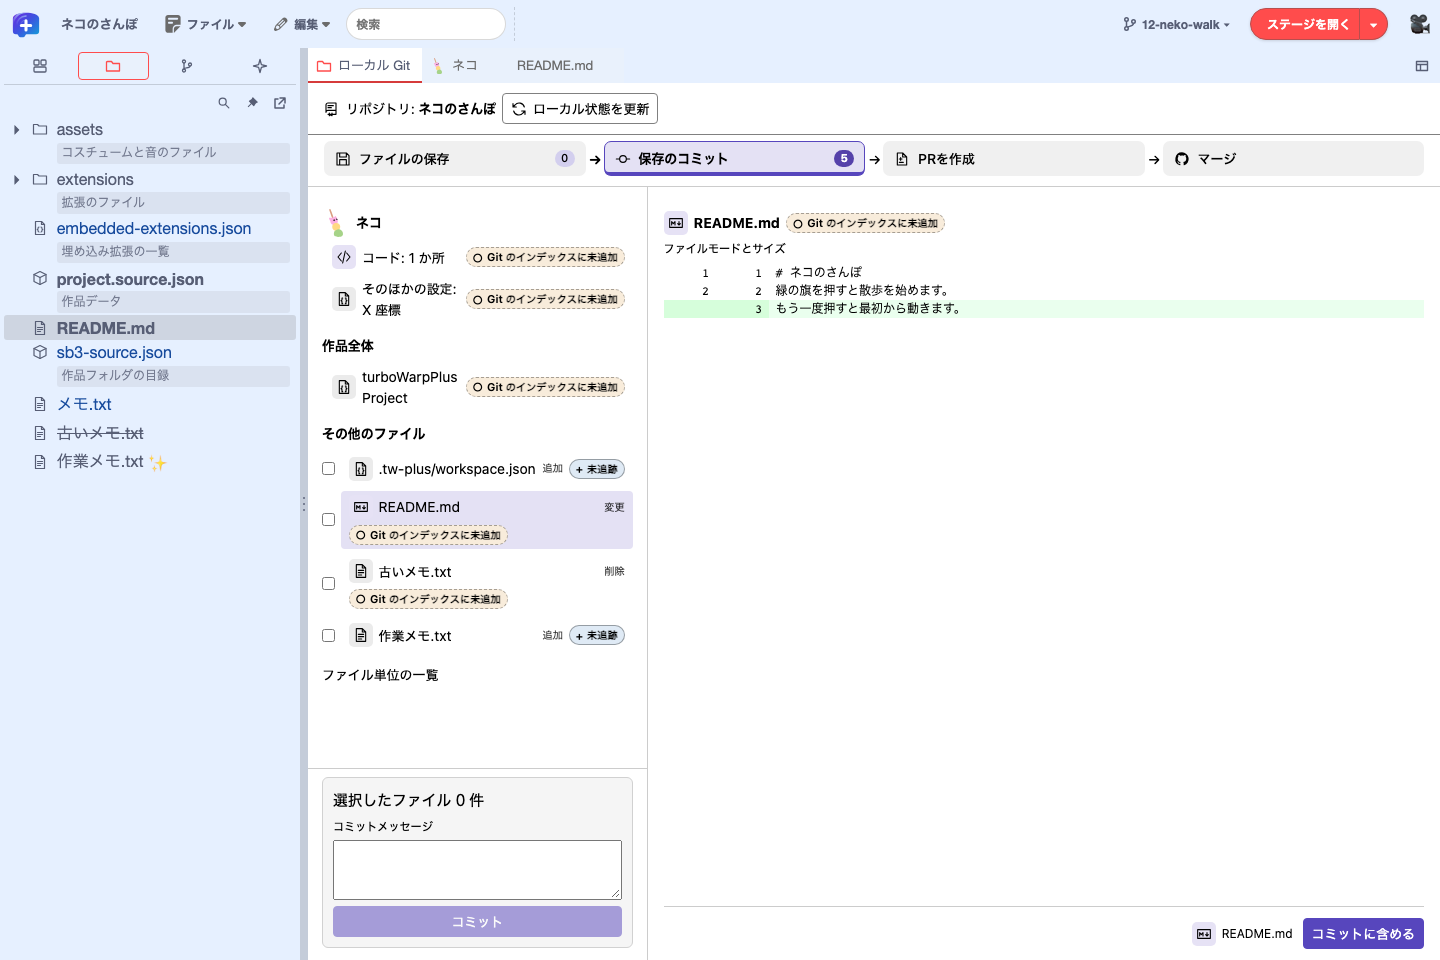 ネコのさんぽ
ファイル
編集
検索
12-neko-walk
ステージを開く
ローカル Git
ネコ
README.md
リポジトリ: ネコのさんぽ
ローカル状態を更新
ファイルの保存 0
保存のコミット 5
PRを作成
マージ
assets
コスチュームと音のファイル
extensions
拡張のファイル
embedded-extensions.json
埋め込み拡張の一覧
project.source.json
作品データ
README.md
sb3-source.json
作品フォルダの目録
メモ.txt
古いメモ.txt
作業メモ.txt
ネコ
コード: 1 か所
Git のインデックスに未追加
そのほかの設定:
X 座標
Git のインデックスに未追加
作品全体
turboWarpPlus
Project
Git のインデックスに未追加
その他のファイル
.tw-plus/workspace.json 追加 + 未追跡
README.md 変更
Git のインデックスに未追加
古いメモ.txt 削除
Git のインデックスに未追加
作業メモ.txt 追加 + 未追跡
ファイル単位の一覧
選択したファイル 0 件
コミットメッセージ
コミット
README.md Git のインデックスに未追加
ファイルモードとサイズ
1 1 # ネコのさんぽ
2 2 緑の旗を押すと散歩を始めます。
3 もう一度押すと最初から動きます。
README.md
コミットに含める